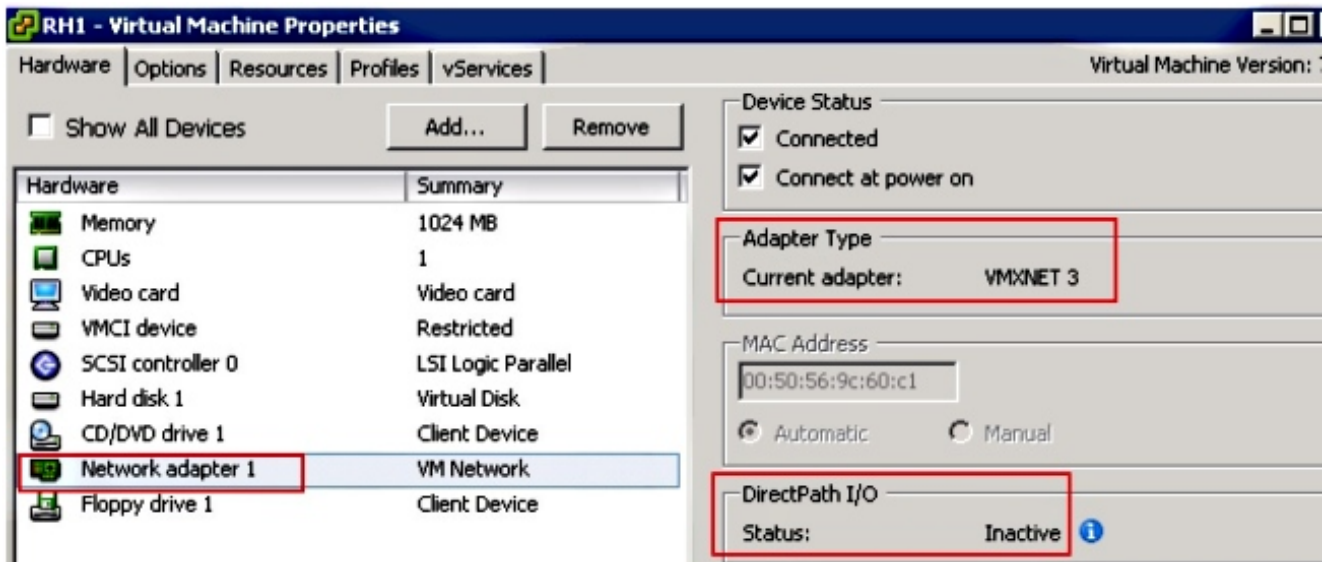 RH1 - Virtual Machine Properties
Hardware Options Resources Profiles vServices
Virtual Machine Version:
Show All Devices
Add...
Remove
Hardware Summary
Memory 1024 MB
CPUs 1
Video card Video card
VMCI device Restricted
SCSI controller 0 LSI Logic Parallel
Hard disk 1 Virtual Disk
CD/DVD drive 1 Client Device
Network adapter 1 VM Network
Floppy drive 1 Client Device
Device Status
Connected
Connect at power on
Adapter Type
Current adapter: VMXNET 3
MAC Address
00:50:56:9c:60:c1
Automatic Manual
DirectPath I/O
Status: Inactive